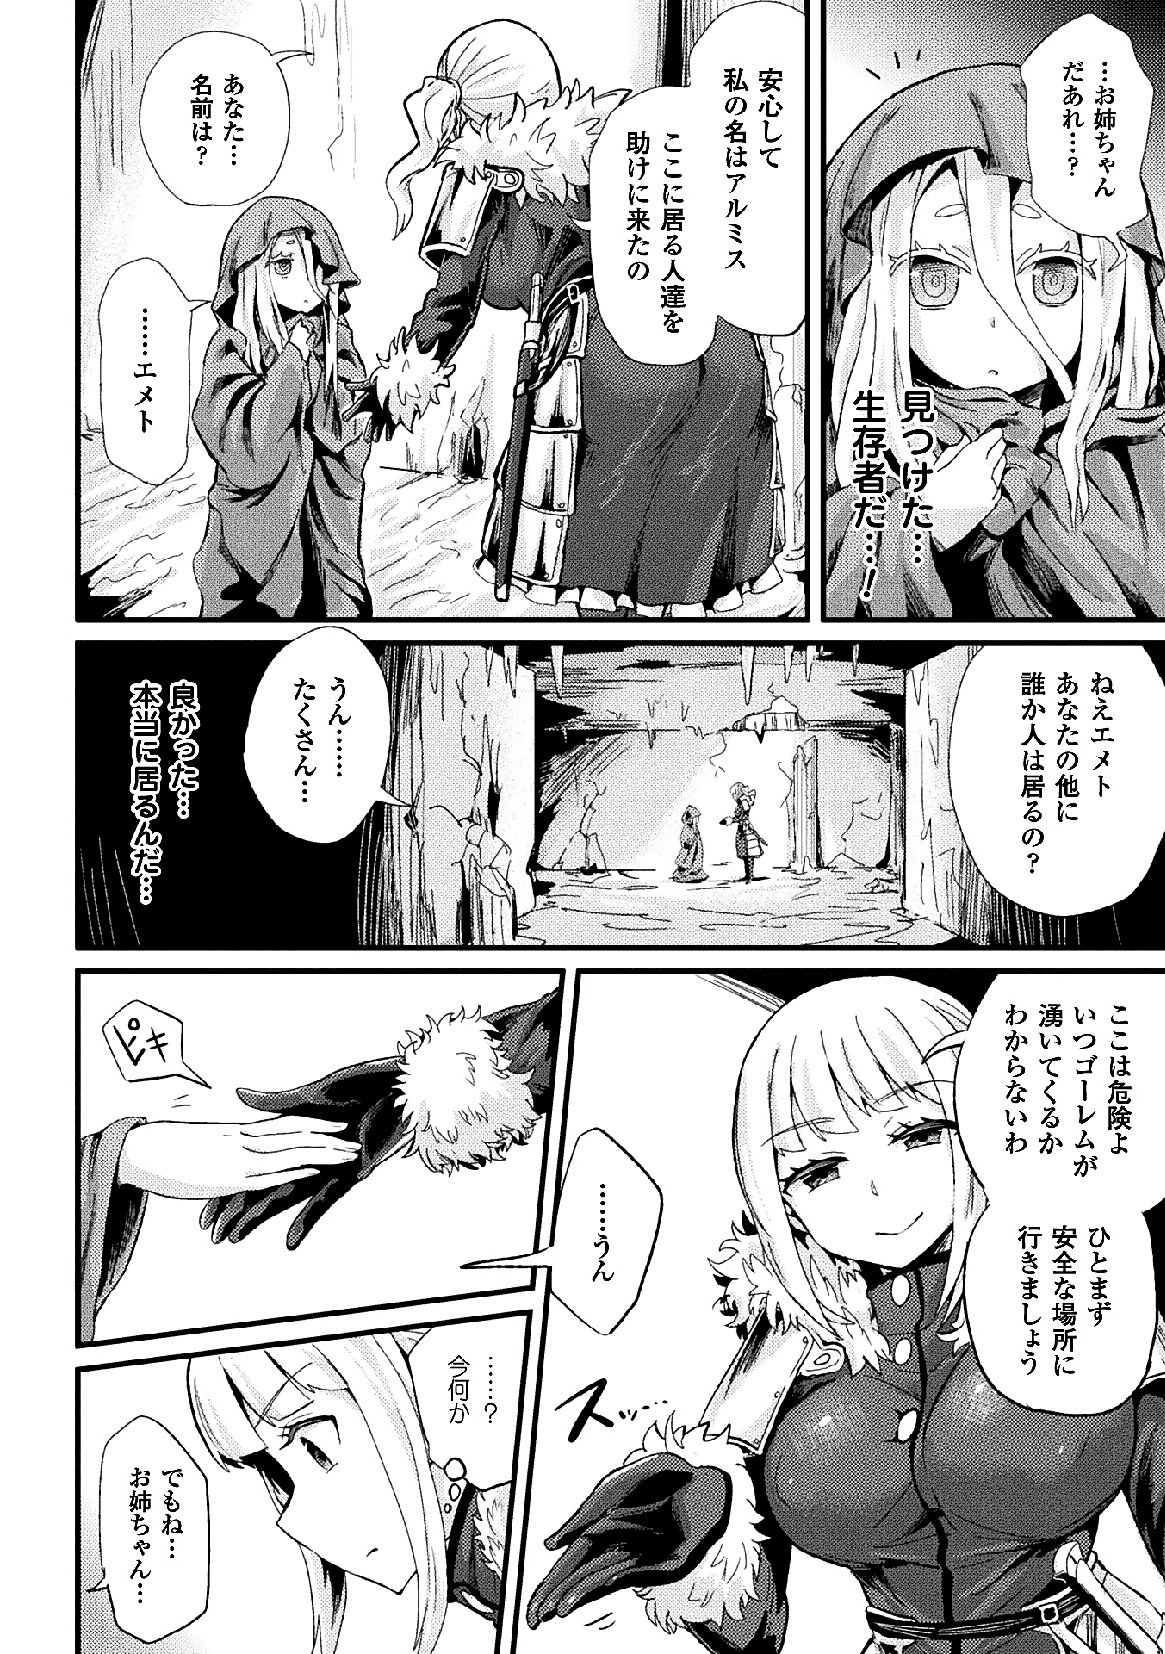 …お姉ちゃん
だあれ…?
見つけた…
生存者だ…!
安心して
私の名はアルミス
ここに居る人達を
助けに来たの
あなた…
名前は?
……エメト
ねえエメト
あなたの他に
誰か人は居るの?
うん……
たくさん…
良かった…
本当に居るんだ…
ここは危険よ
いつゴーレムが
湧いてくるか
わからないわ
ひとまず
安全な場所に
行きましょう
スッ…
……うん
ピキ
……?
今何か
でもね…
お姉ちゃん…